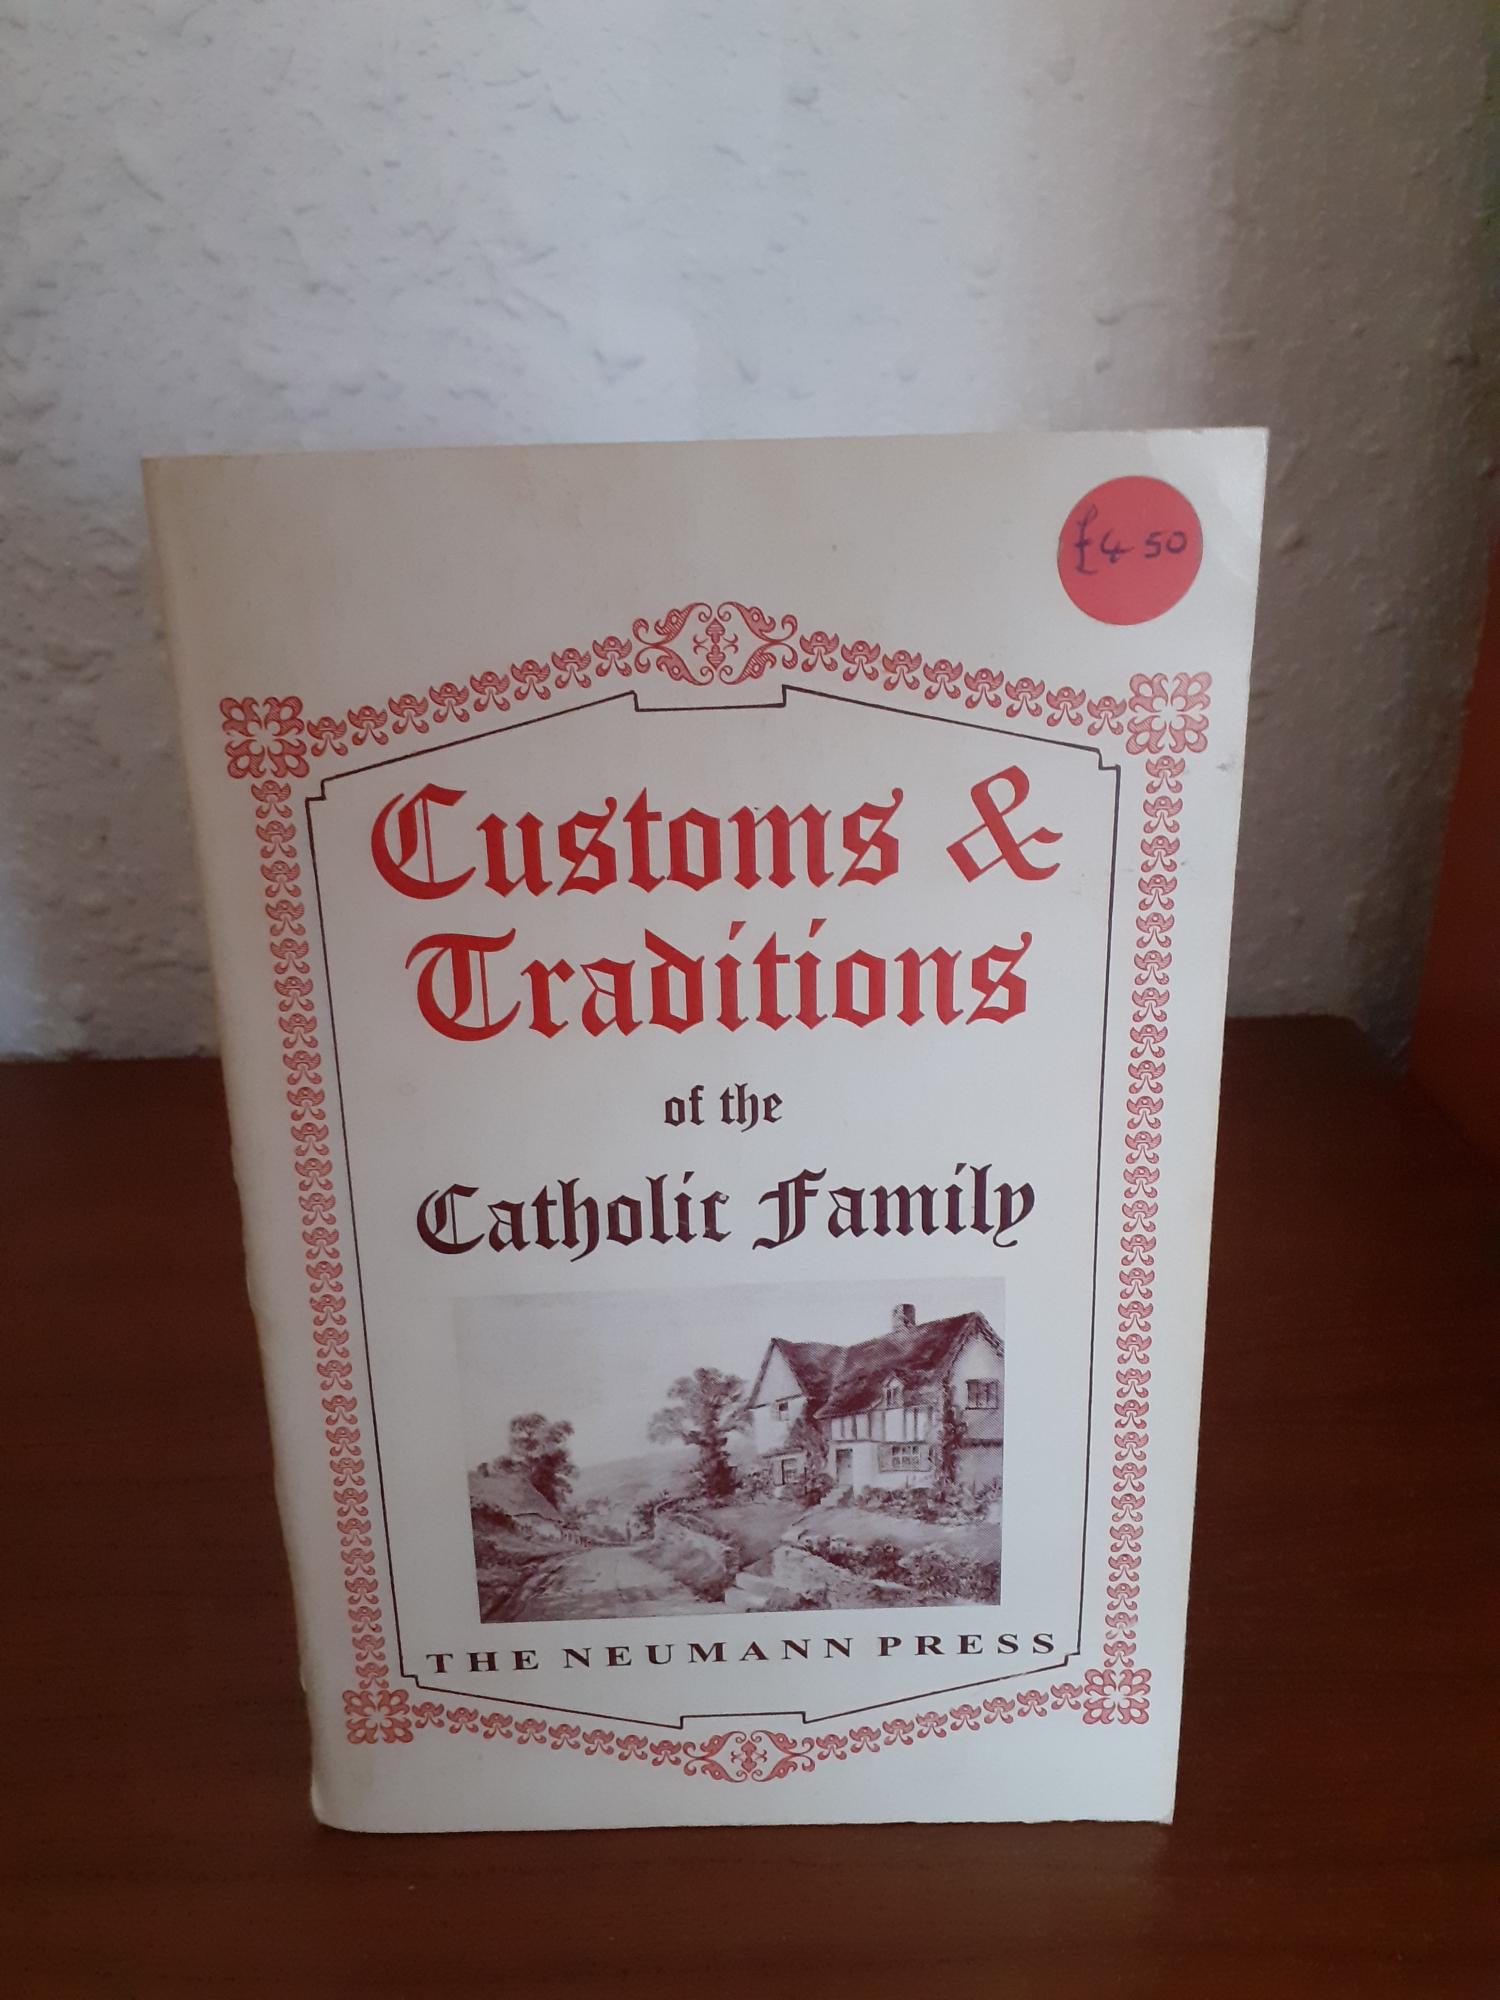 £4 50
Customs &
Traditions
of the
Catholic Family
THE NEUMANN PRESS